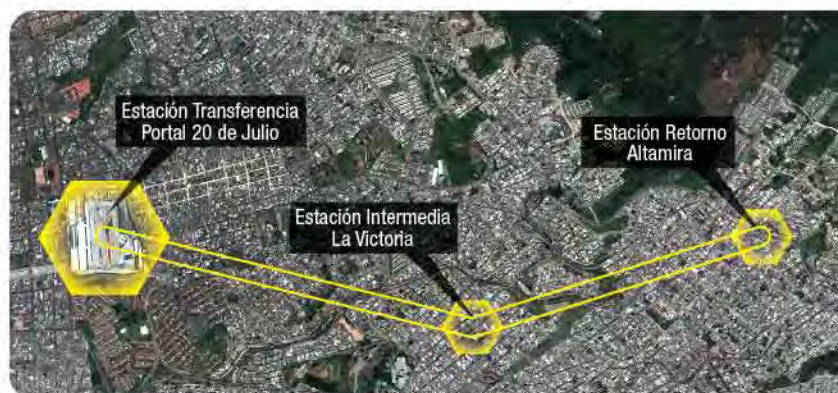 Estación Transferencia
Portal 20 de Julio
Estación Intermedia
La Victoria
Estación Retorno
Altamira